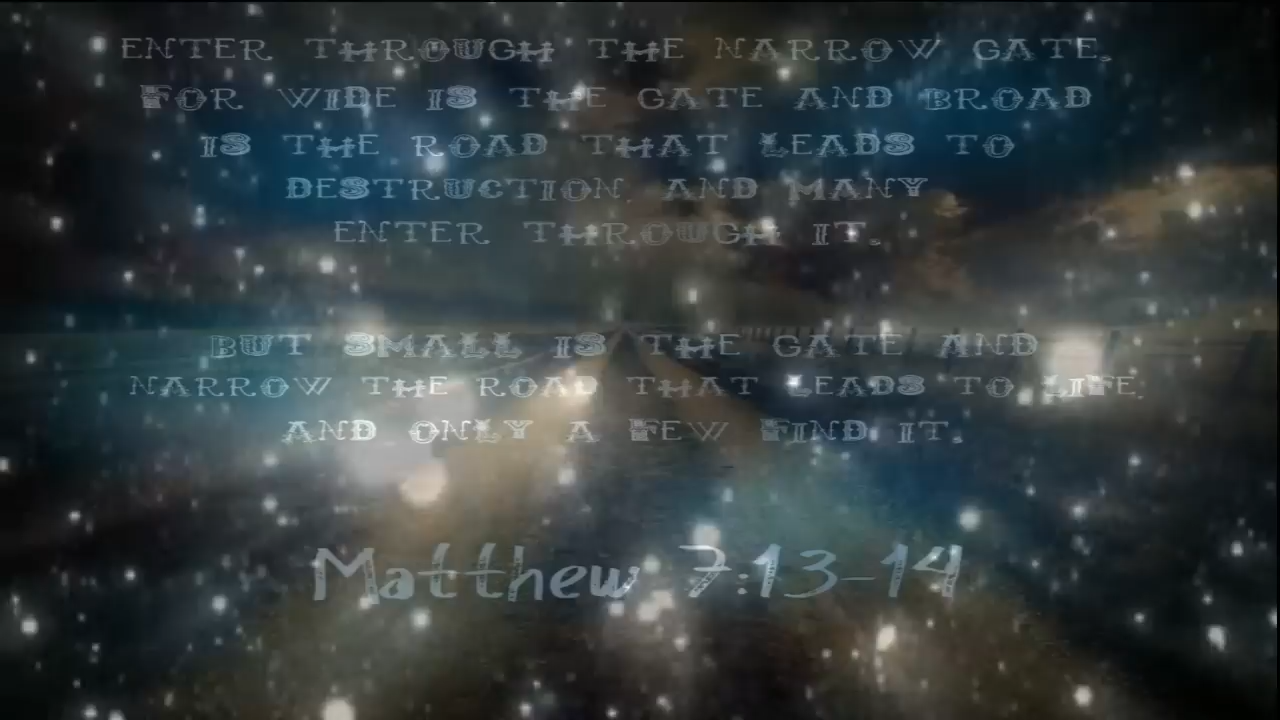 ENTER THROUGH THE NARROW GATE.
FOR WIDE IS THE GATE AND BROAD
IS THE ROAD THAT LEADS TO
DESTRUCTION, AND MANY
ENTER THROUGH IT.
BUT SMALL IS THE GATE AND
NARROW THE ROAD THAT LEADS TO LIFE,
AND ONLY A FEW FIND IT.
Matthew 7:13-14